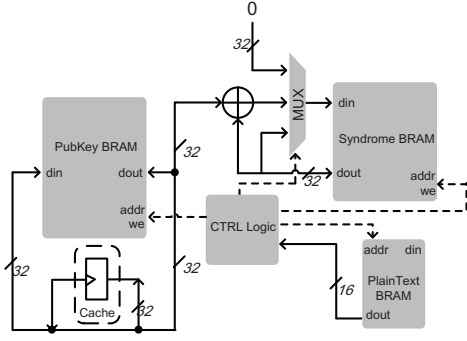 0
32
MUX
din
Syndrome BRAM
dout
addr
we
32
PubKey BRAM
din
dout
addr
we
32
CTRL Logic
32
32
Cache
32
addr din
PlainText
BRAM
dout
16